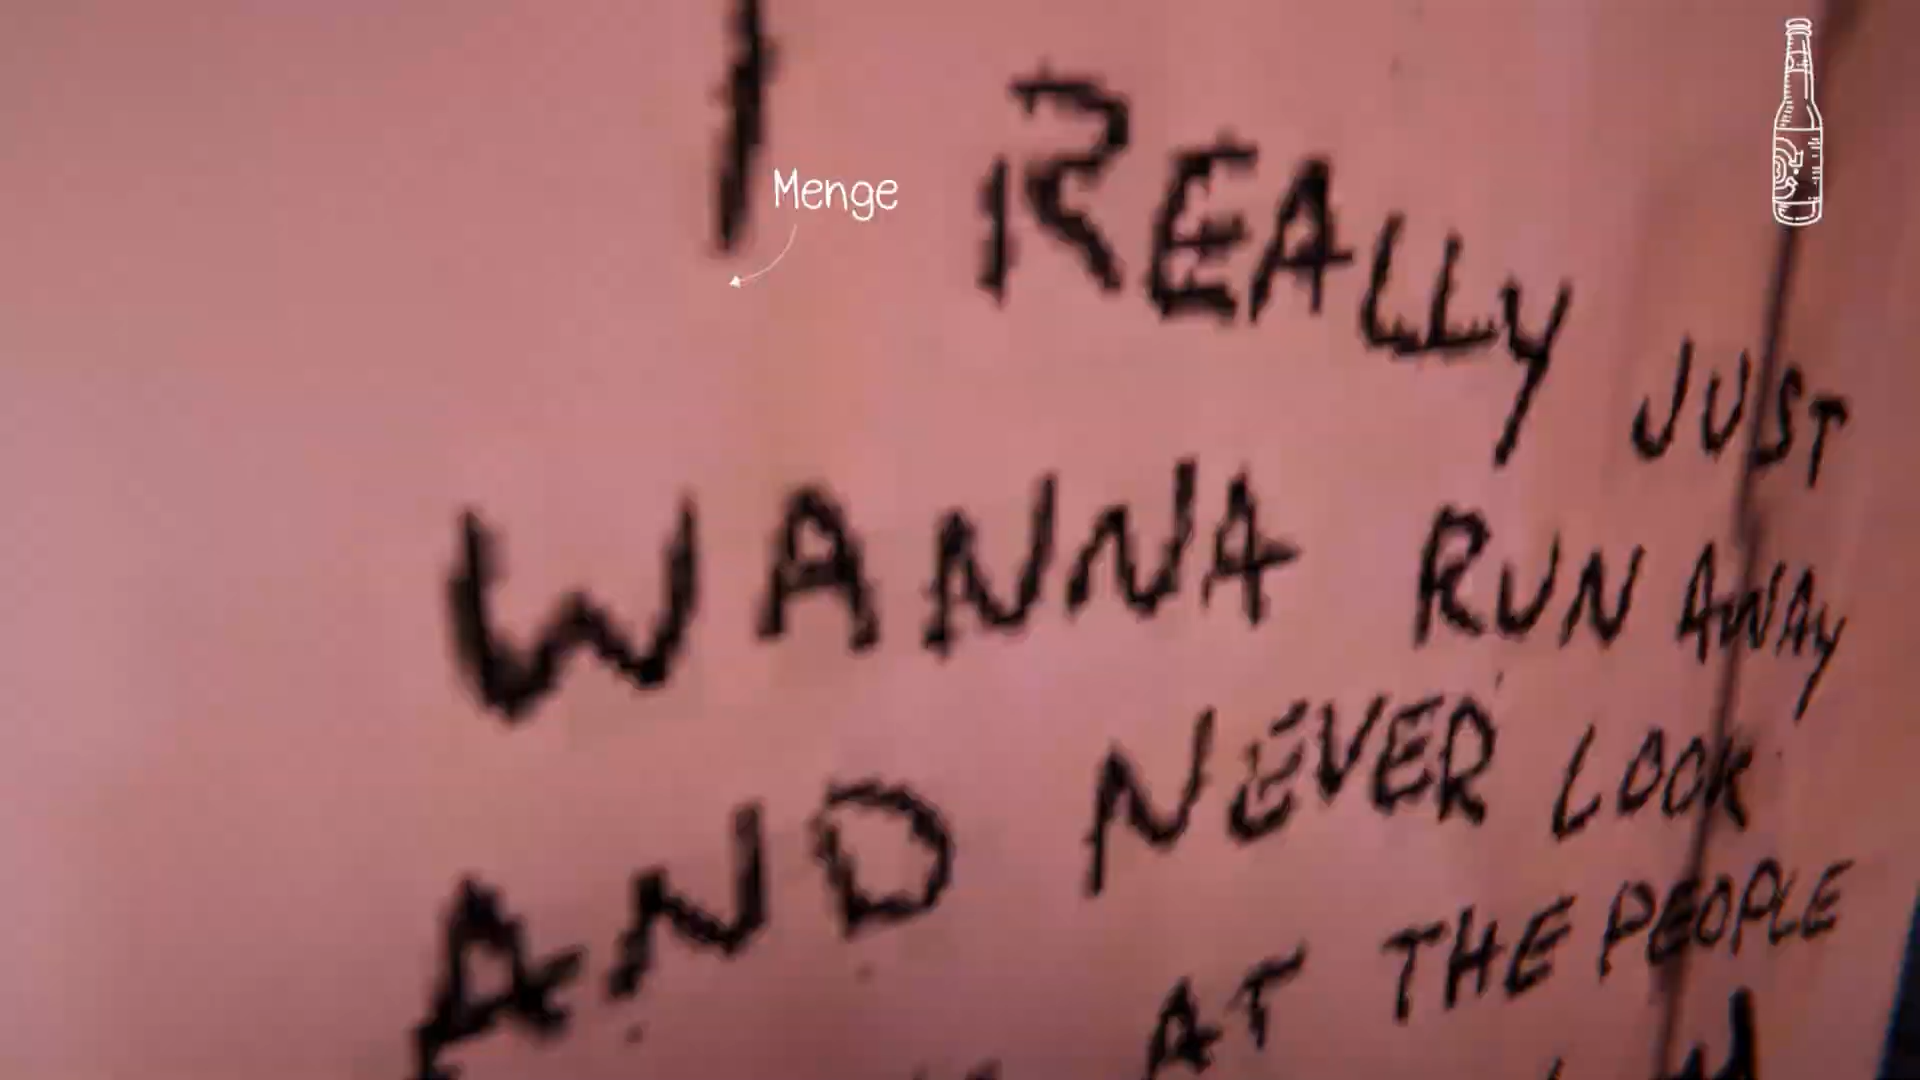 Menge
I REALLY JUST
WANNA RUN AWAY
AND NEVER LOOK
AT THE PEOPLE